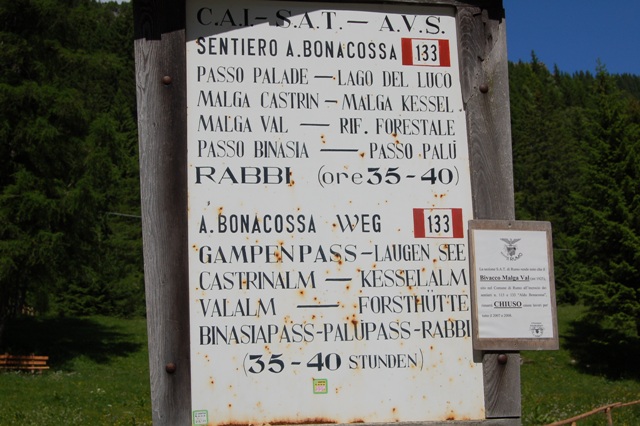 C.A.I. - S.A.T. - A.V.S.
SENTIERO A. BONACOSSA 133
PASSO PALADE - LAGO DEL LUCO
MALGA CASTRIN - MALGA KESSEL
MALGA VAL - RIF. FORESTALE
PASSO BINASIA - PASSO PALÙ
RABBI (ore 35-40)
A. BONACOSSA WEG 133
GAMPENPASS - LAUGEN SEE
CASTRINALM - KESSELALM
VALALM - FORSTHÜTTE
BINASIAPASS - PALÙPASS - RABBI
(35-40 STUNDEN)
Bivacco Malga Val
CHIUSO